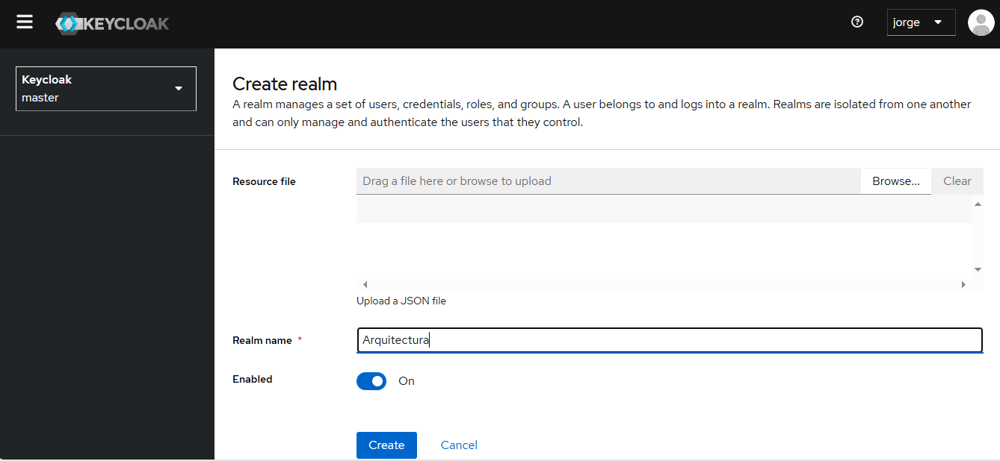 KEYCLOAK
jorge
Keycloak
master
Create realm
A realm manages a set of users, credentials, roles, and groups. A user belongs to and logs into a realm. Realms are isolated from one another
and can only manage and authenticate the users that they control.
Resource file
Drag a file here or browse to upload
Browse...
Clear
Upload a JSON file
Realm name *
Arquitectura
Enabled
On
Create
Cancel